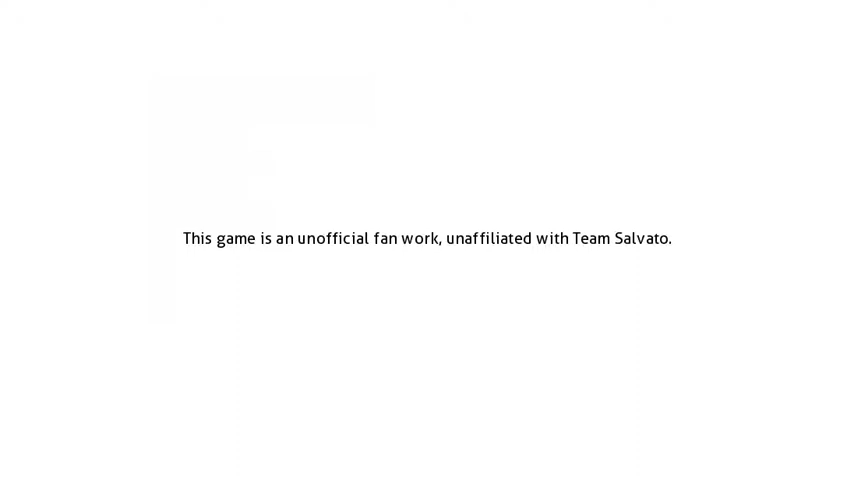 This game is an unofficial fan work, unaffiliated with Team Salvato.